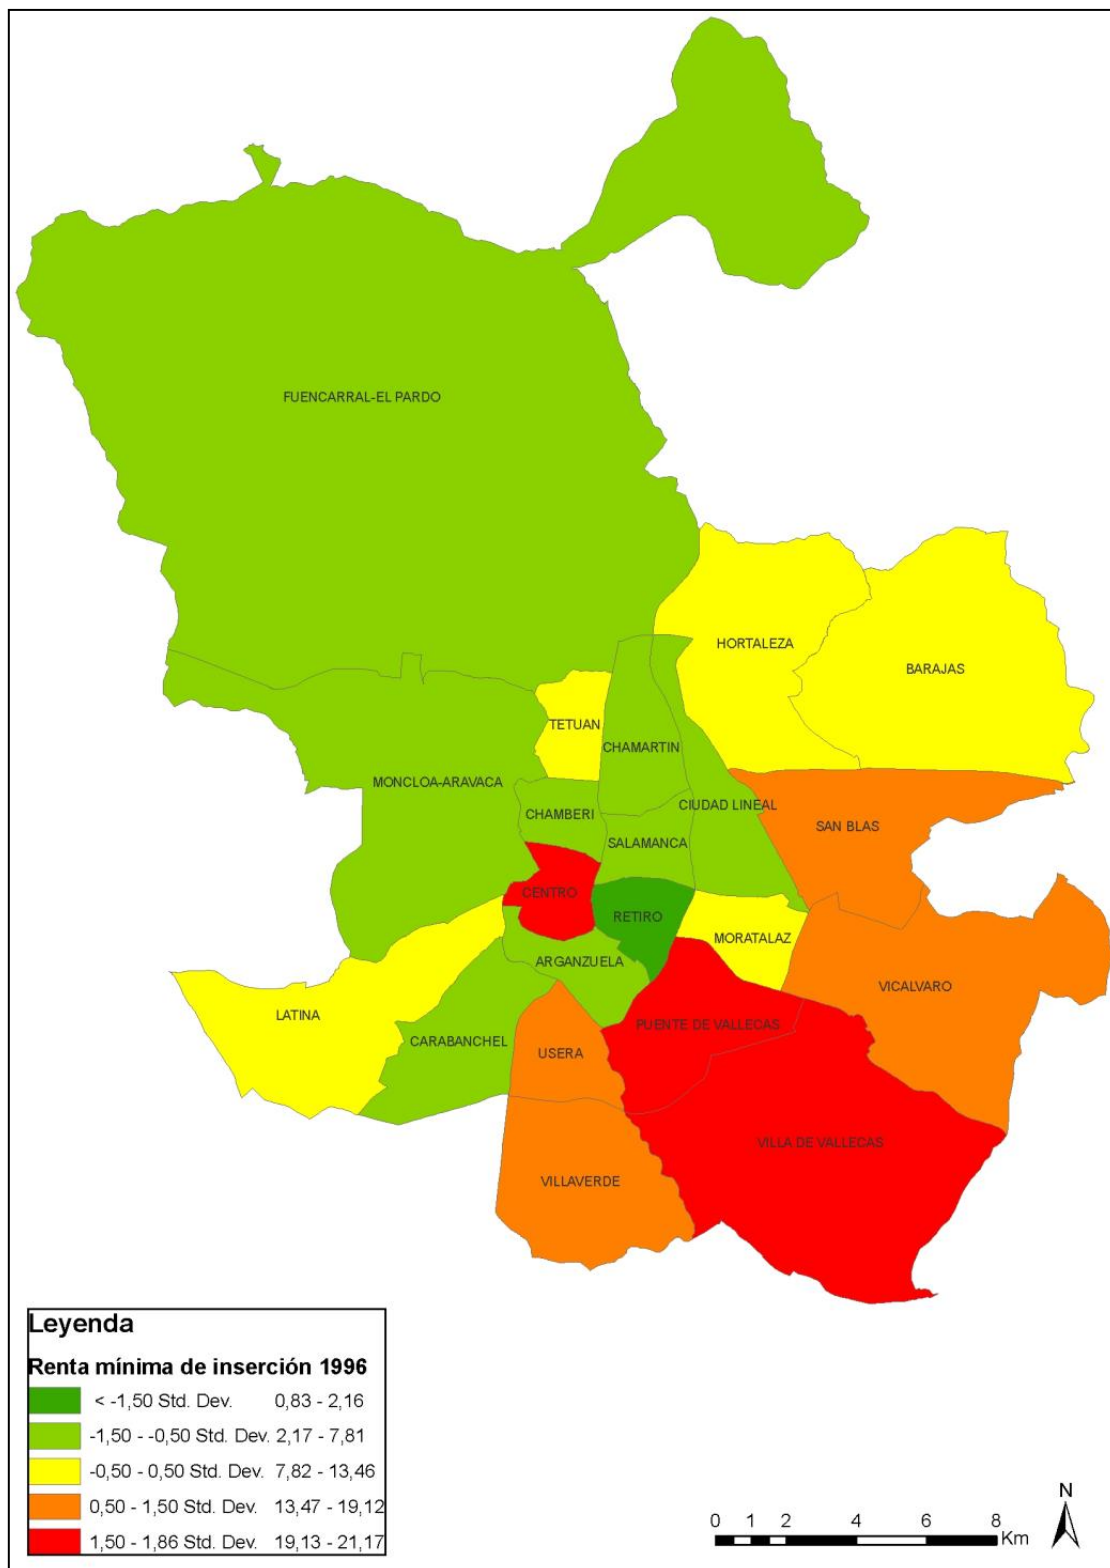 FUENCARRAL-EL PARDO
HORTALEZA
BARAJAS
TETUAN
CHAMARTIN
MONCLOA-ARAVACA
CIUDAD LINEAL
CHAMBERI
SAN BLAS
SALAMANCA
CENTRO
RETIRO
MORATALAZ
ARGANZUELA
VICALVARO
LATINA
PUENTE DE VALLECAS
CARABANCHEL
USERA
VILLA DE VALLECAS
VILLAVERDE
Leyenda
Renta mínima de inserción 1996
< -1,50 Std. Dev. 0,83 - 2,16
-1,50 - -0,50 Std. Dev. 2,17 - 7,81
-0,50 - 0,50 Std. Dev. 7,82 - 13,46
0,50 - 1,50 Std. Dev. 13,47 - 19,12
1,50 - 1,86 Std. Dev. 19,13 - 21,17
N
0 1 2 4 6 8
Km